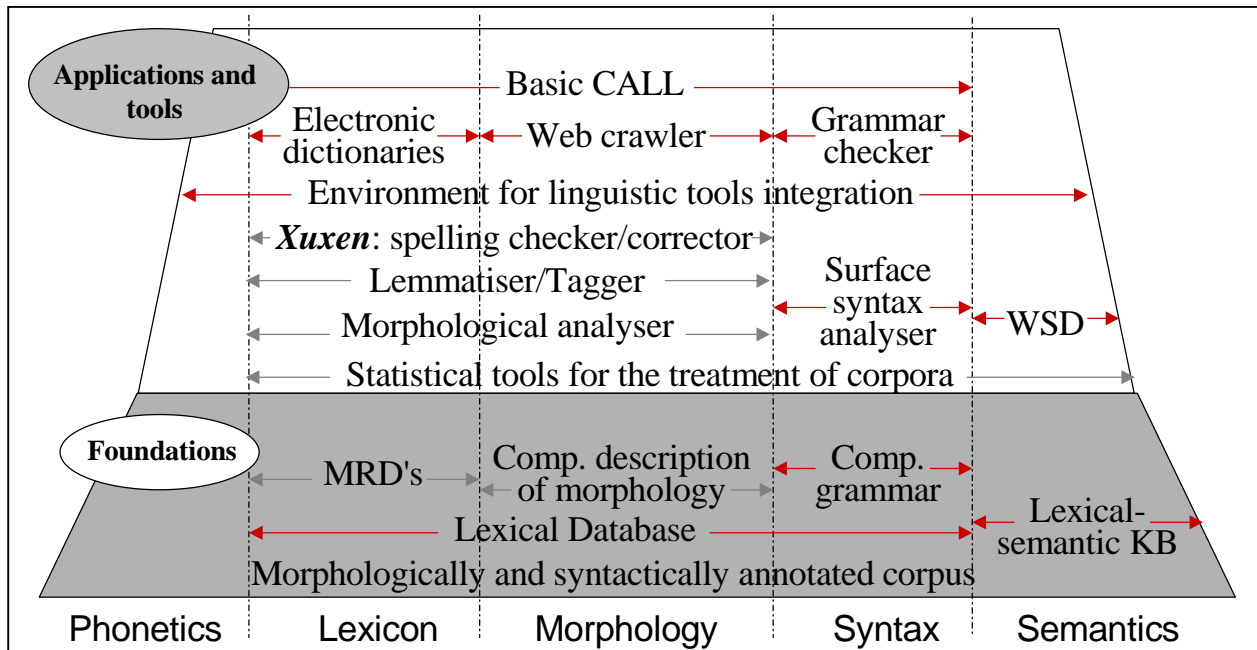 Applications and
tools
Basic CALL
Electronic
dictionaries
Web crawler
Grammar
checker
Environment for linguistic tools integration
Xuxen: spelling checker/corrector
Lemmatiser/Tagger
Surface
syntax
analyser
Morphological analyser
WSD
Statistical tools for the treatment of corpora
Foundations
MRD's
Comp. description
of morphology
Comp.
grammar
Lexical Database
Lexical-
semantic KB
Morphologically and syntactically annotated corpus
Phonetics Lexicon Morphology Syntax Semantics